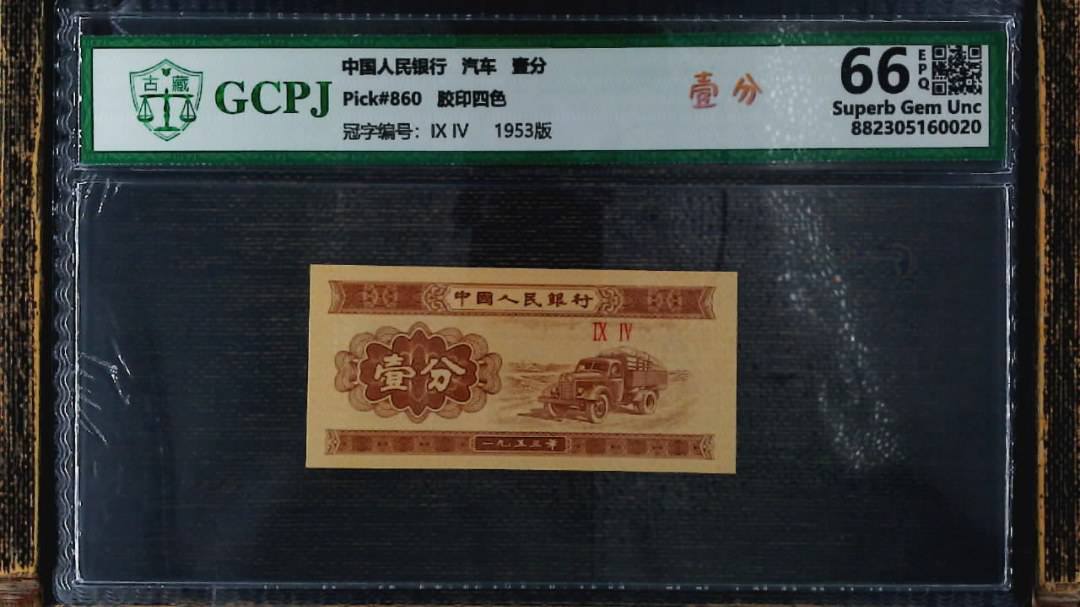 中国人民银行 汽车 壹分
古藏
GCPJ
Pick#860 胶印四色
冠字编号：IX IV 1953版
壹分
66
EPQ
Superb Gem Unc
882305160020
中國人民銀行
IX IV
壹分
一九五三年